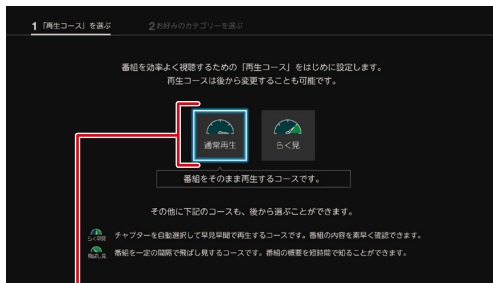 1 「再生コース」を選ぶ
2 お好みのカテゴリーを選ぶ
番組を効率よく視聴するための「再生コース」をはじめに設定します。
再生コースは後から変更することも可能です。
通常再生
らく見
番組をそのまま再生するコースです。
その他に下記のコースも、後から選ぶことができます。
らく早見
チャプターを自動選択して早見早聞で再生するコースです。番組の内容を素早く確認できます。
飛ばし見
番組を一定の間隔で飛ばし見するコースです。番組の概要を短時間で知ることができます。